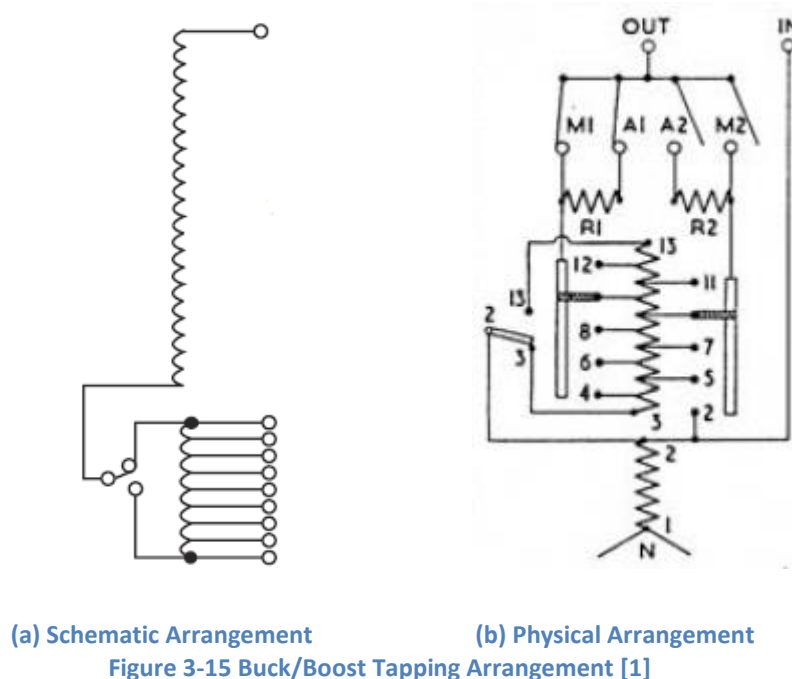 OUT IN
M1 A1 A2 M2
R1 R2
13
12
11
13
2
8
3
7
6
5
4
2
3
2
1
N
(a) Schematic Arrangement (b) Physical Arrangement
Figure 3-15 Buck/Boost Tapping Arrangement [1]